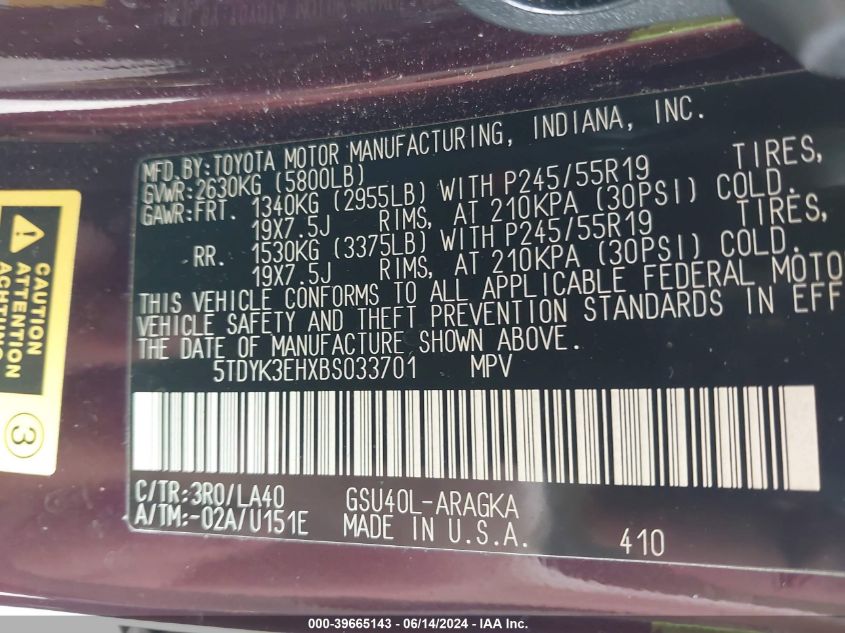 MFD.BY:TOYOTA MOTOR MANUFACTURING, INDIANA, INC.
GVWR:2630KG (5800LB)
GAWR:FRT. 1340KG (2955LB) WITH P245/55R19 TIRES,
19X7.5J RIMS, AT 210KPA (30PSI) COLD.
RR. 1530KG (3375LB) WITH P245/55R19 TIRES,
19X7.5J RIMS, AT 210KPA (30PSI) COLD.
THIS VEHICLE CONFORMS TO ALL APPLICABLE FEDERAL MOTO
VEHICLE SAFETY AND THEFT PREVENTION STANDARDS IN EFF
THE DATE OF MANUFACTURE SHOWN ABOVE.
5TDYK3EHXBS033701 MPV
C/TR:3R0/LA40 GSU40L-ARAGKA
A/TM:-02A/U151E MADE IN U.S.A.
410
CAUTION
ATTENTION
ACHTUNG
3
000-39665143 - 06/14/2024 - IAA Inc.